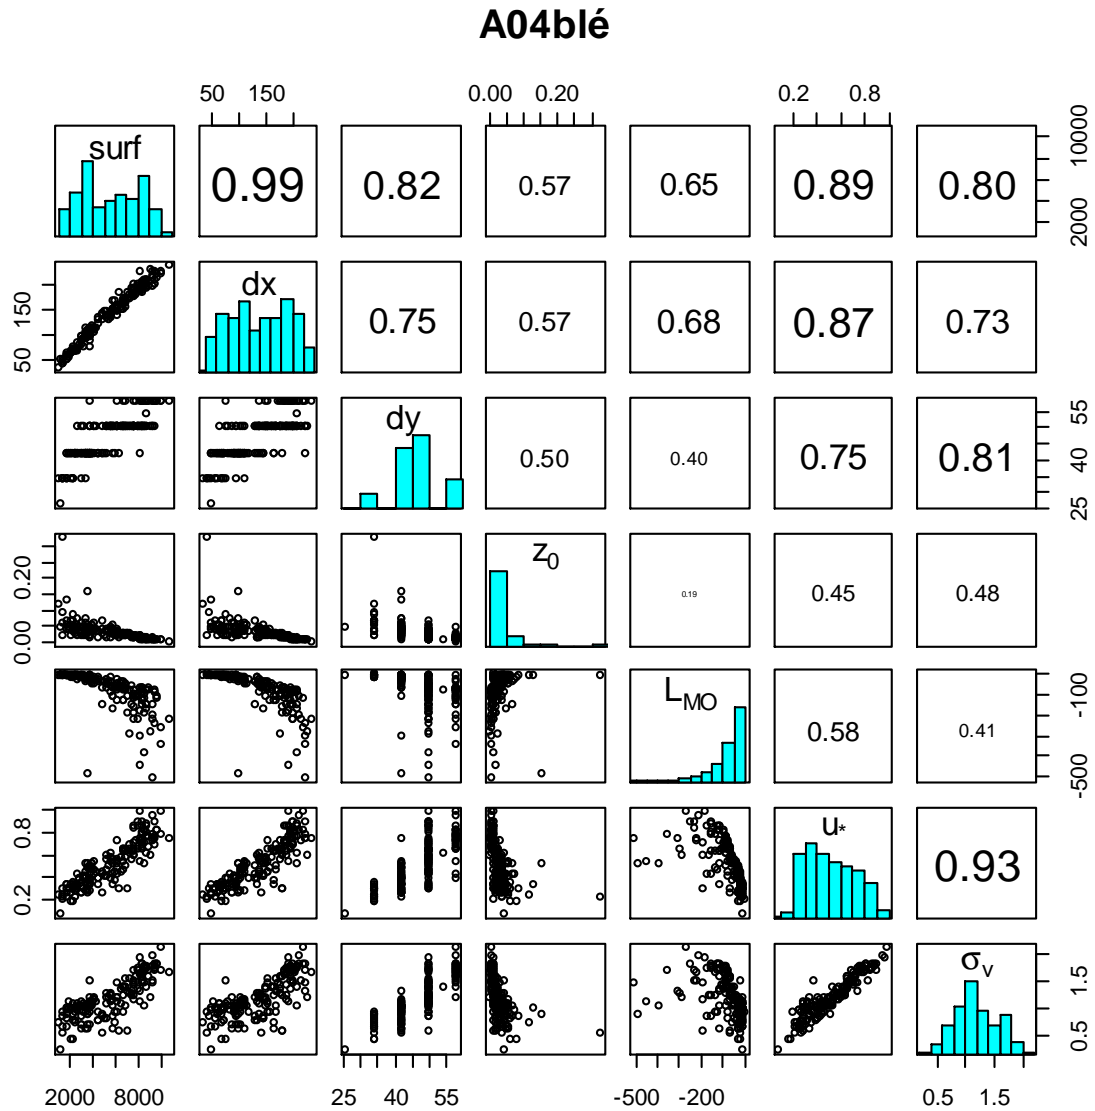 A04blé
50 150 0.00 0.20 0.2 0.8
surf 0.99 0.82 0.57 0.65 0.89 0.80 2000 10000
50 150 dx 0.75 0.57 0.68 0.87 0.73
dy 0.50 0.40 0.75 0.81 25 40 55
0.00 0.20 z0 0.19 0.45 0.48
LMO 0.58 0.41 -500 -100
0.2 0.8 u* 0.93
σv 0.5 1.5
2000 8000 25 40 55 -500 -200 0.5 1.5